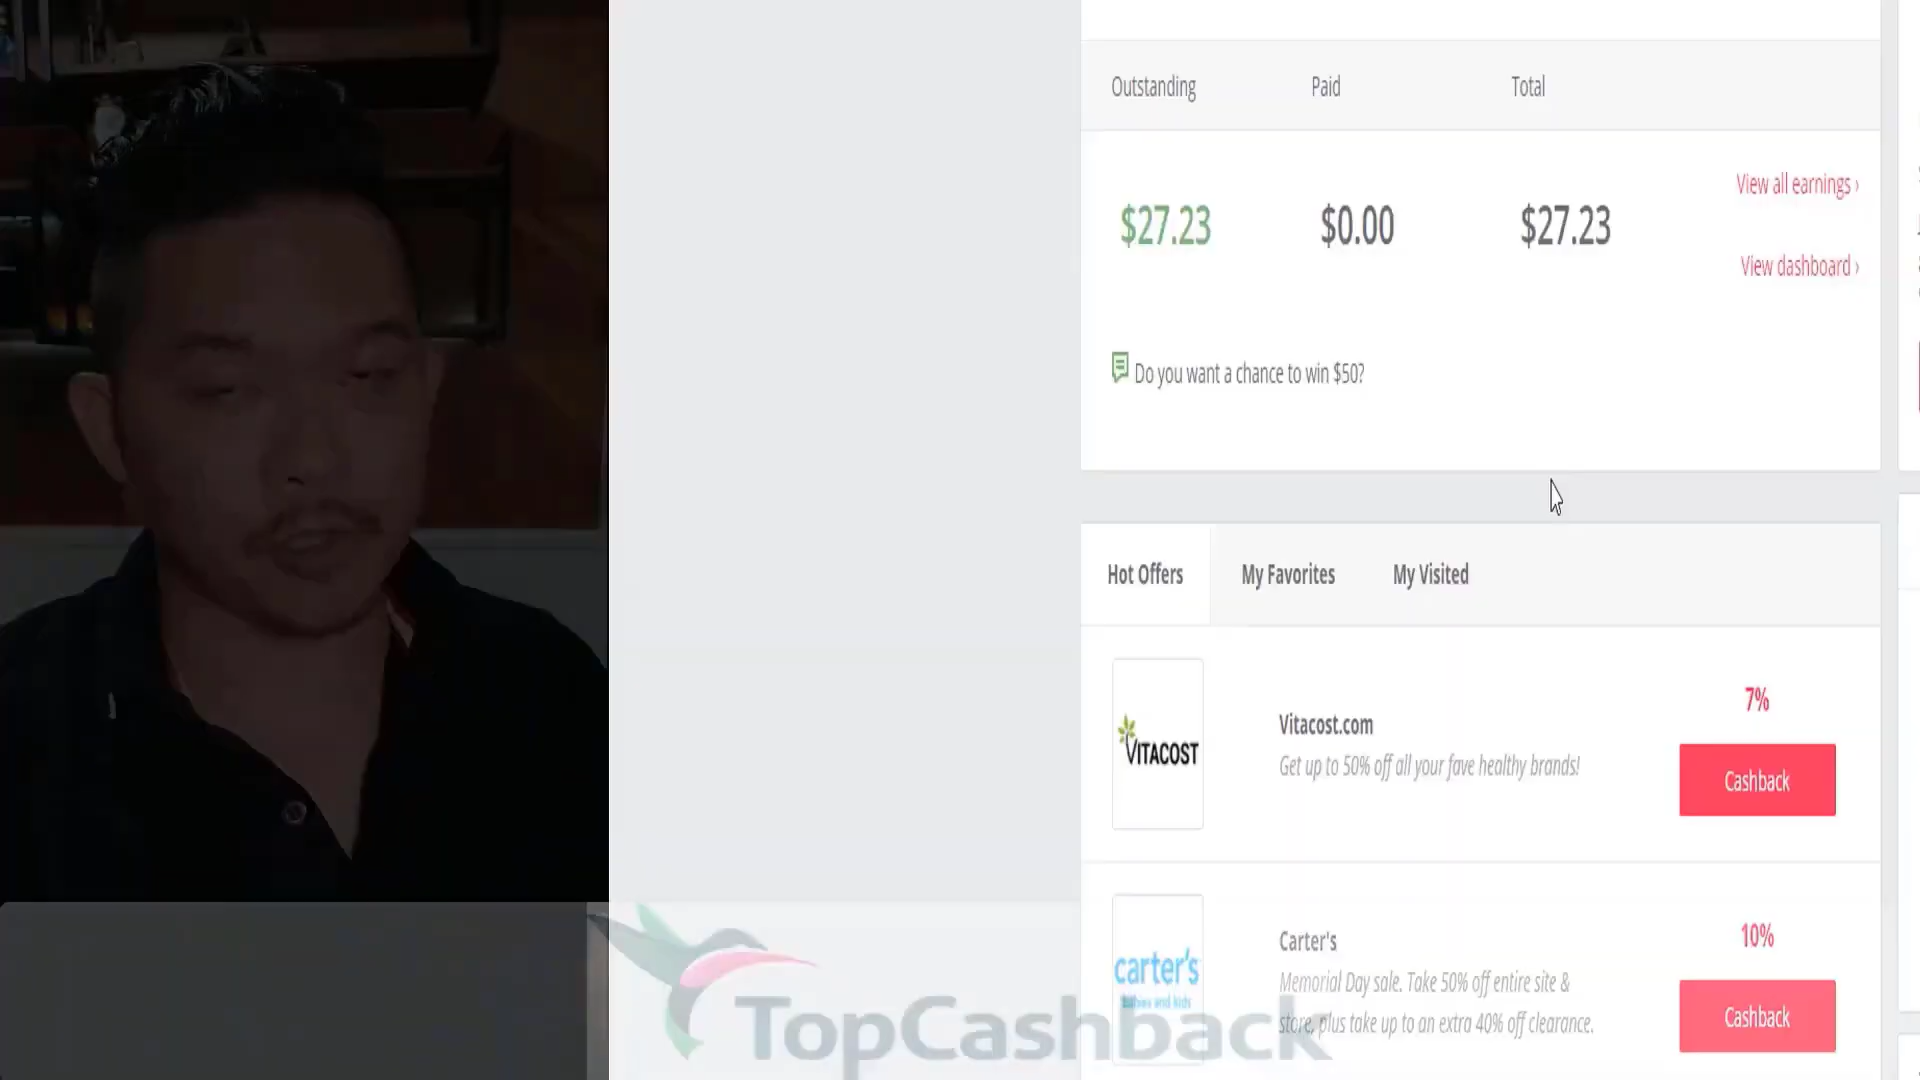 Outstanding Paid Total
View all earnings ›
$27.23 $0.00 $27.23
View dashboard ›
Do you want a chance to win $50?
Hot Offers My Favorites My Visited
7%
VITACOST
Vitacost.com
Get up to 50% off all your fave healthy brands!
Cashback
10%
Carter's
carter's
babies and kids
Memorial Day sale. Take 50% off entire site &
store, plus take up to an extra 40% off clearance.
Cashback
TopCashback